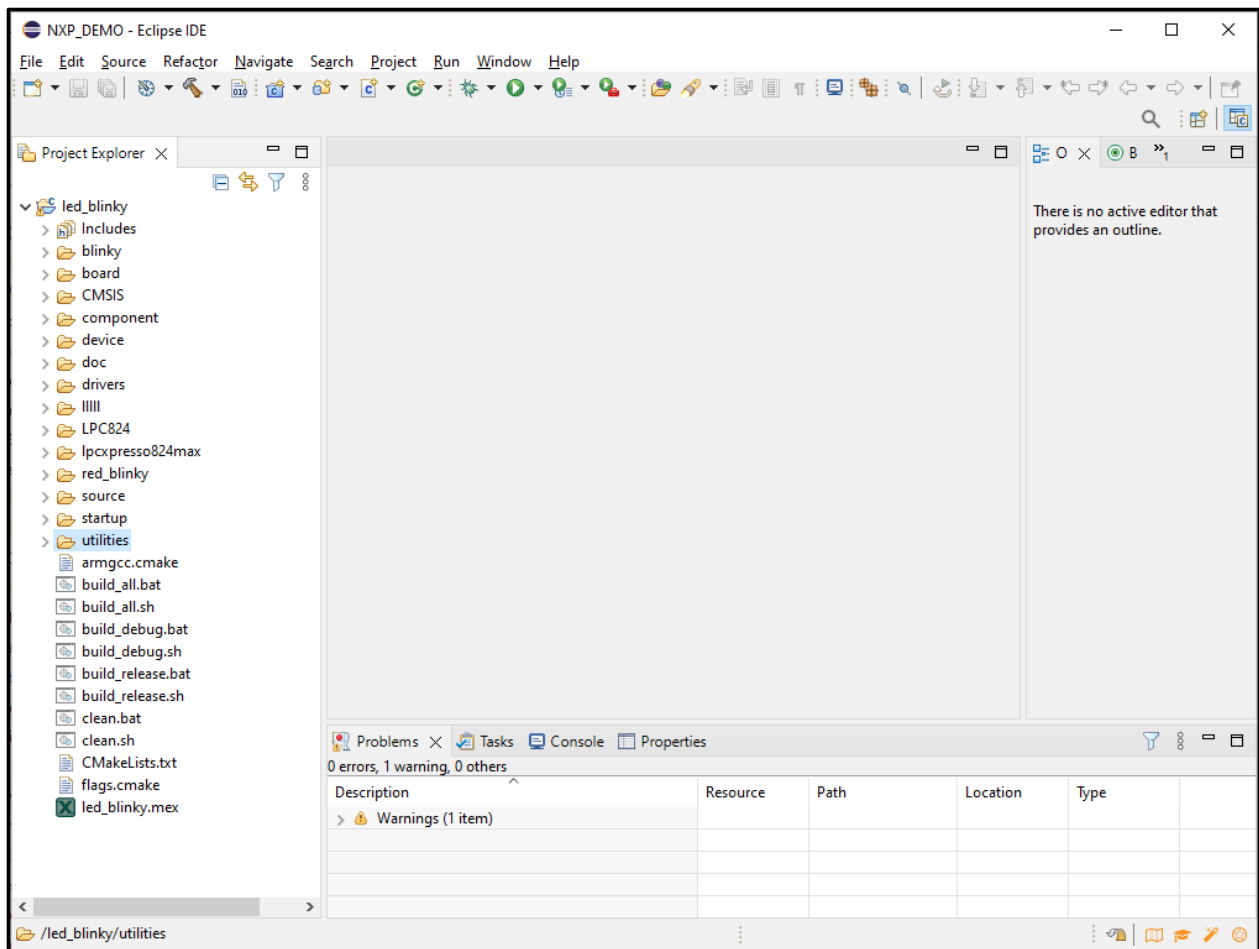 NXP_DEMO - Eclipse IDE
File Edit Source Refactor Navigate Search Project Run Window Help
Project Explorer
O B »1
led_blinky
Includes
blinky
board
CMSIS
component
device
doc
drivers
lllll
LPC824
lpcxpresso824max
red_blinky
source
startup
utilities
armgcc.cmake
build_all.bat
build_all.sh
build_debug.bat
build_debug.sh
build_release.bat
build_release.sh
clean.bat
clean.sh
CMakeLists.txt
flags.cmake
led_blinky.mex
There is no active editor that
provides an outline.
Problems Tasks Console Properties
0 errors, 1 warning, 0 others
Description Resource Path Location Type
Warnings (1 item)
/led_blinky/utilities